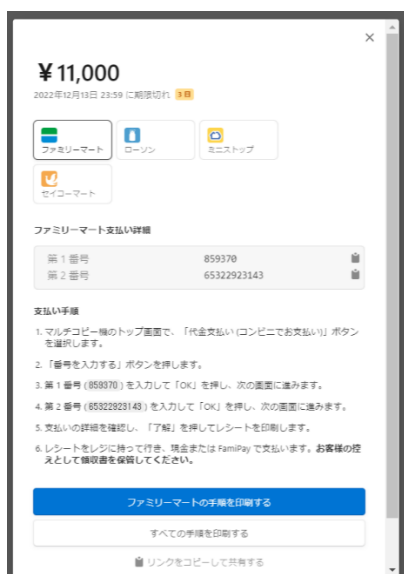 ¥11,000
2022年12月13日 23:59 に期限切れ 3日
ファミリーマート
ローソン
ミニストップ
セイコーマート
ファミリーマート支払い詳細
第 1 番号 859370
第 2 番号 65322923143
支払い手順
1. マルチコピー機のトップ画面で、「代金支払い (コンビニでお支払い)」ボタン
を選択します。
2. 「番号を入力する」ボタンを押します。
3. 第 1 番号 (859370) を入力して「OK」を押し、次の画面に進みます。
4. 第 2 番号 (65322923143) を入力して「OK」を押し、次の画面に進みます。
5. 支払いの詳細を確認し、「了解」を押してレシートを印刷します。
6. レシートをレジに持って行き、現金または FamiPay で支払います。お客様の控
えとして領収書を保管してください。
ファミリーマートの手順を印刷する
すべての手順を印刷する
リンクをコピーして共有する